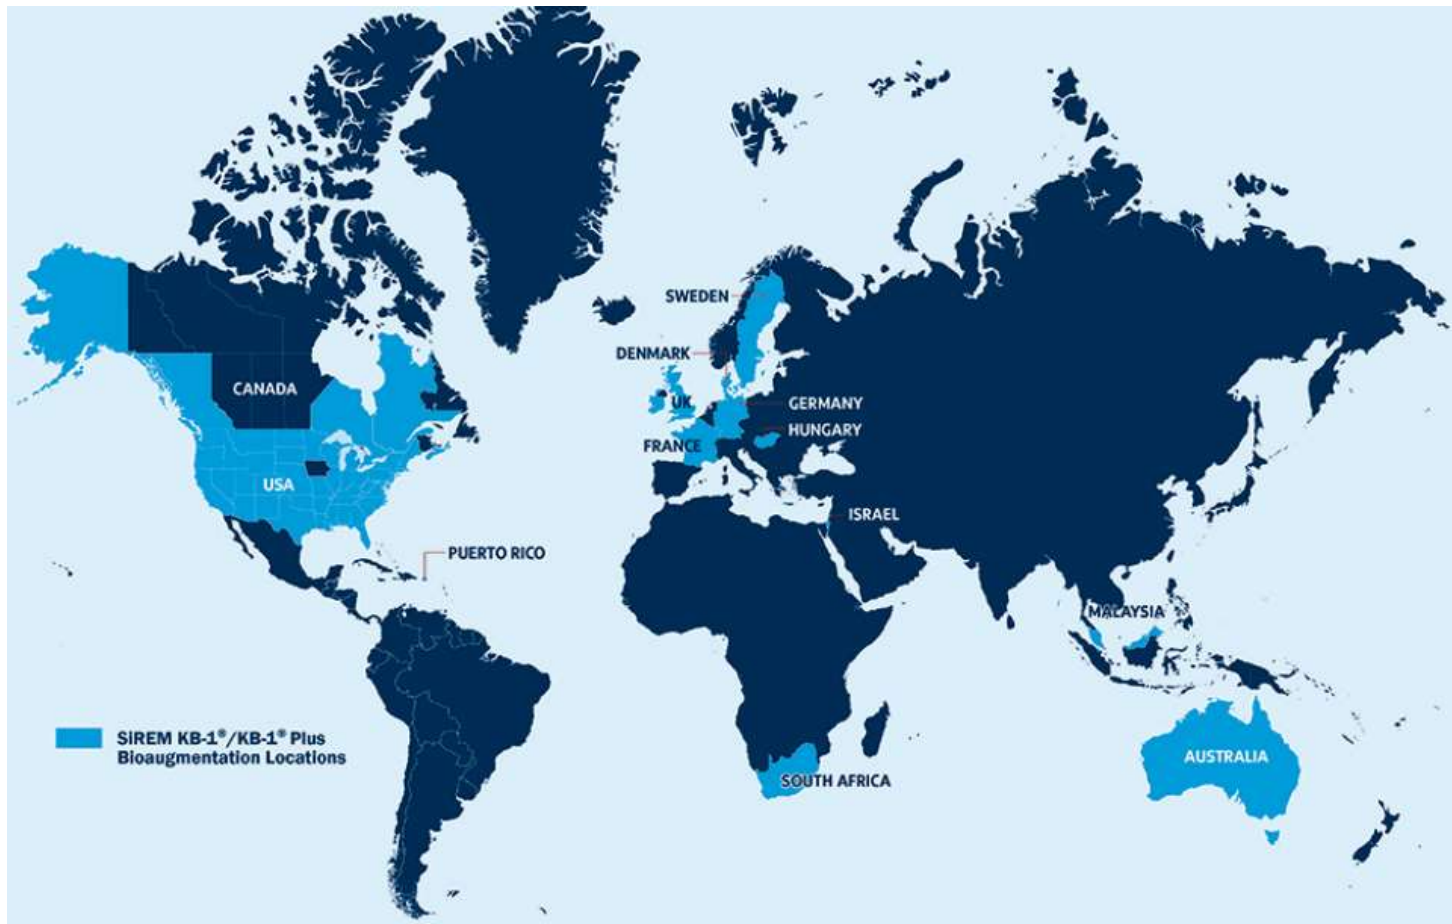 SWEDEN
DENMARK
CANADA
UK
GERMANY
HUNGARY
FRANCE
USA
ISRAEL
PUERTO RICO
MALAYSIA
SiREM KB-1®/KB-1® Plus
Bioaugmentation Locations
AUSTRALIA
SOUTH AFRICA